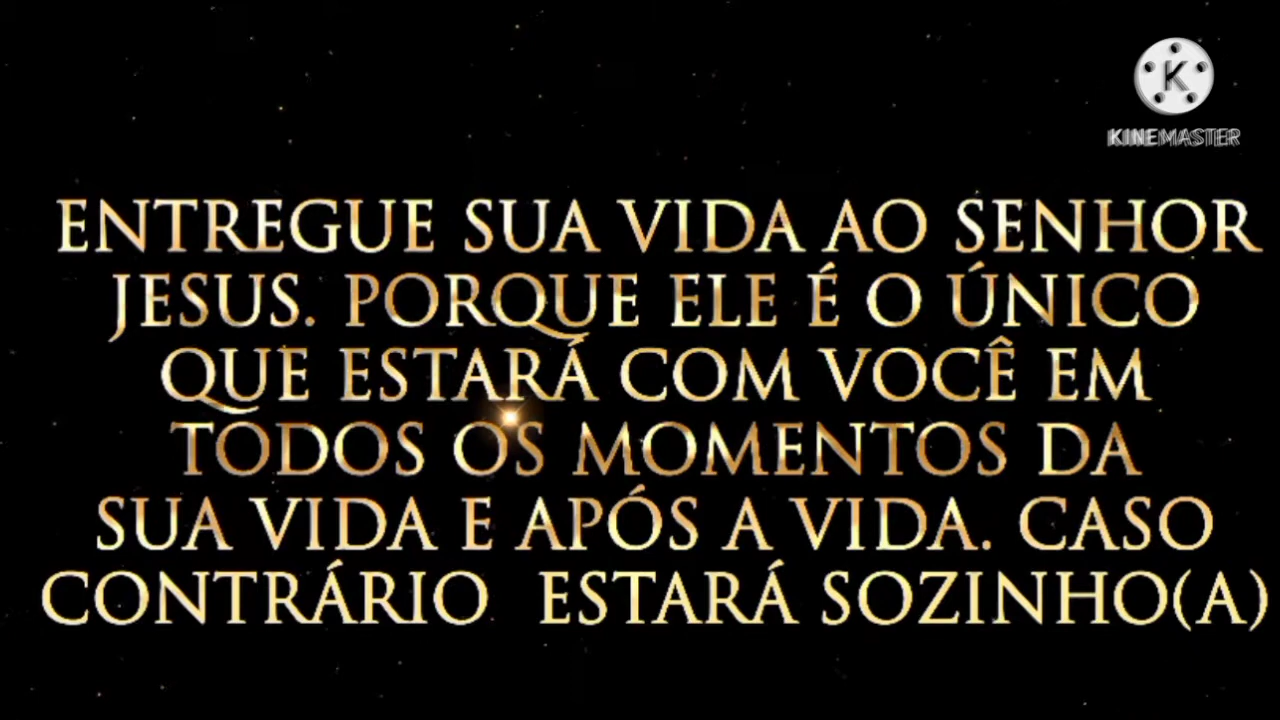 K
KINEMASTER
ENTREGUE SUA VIDA AO SENHOR
JESUS. PORQUE ELE É O ÚNICO
QUE ESTARÁ COM VOCÊ EM
TODOS OS MOMENTOS DA
SUA VIDA E APÓS A VIDA. CASO
CONTRÁRIO ESTARÁ SOZINHO(A)